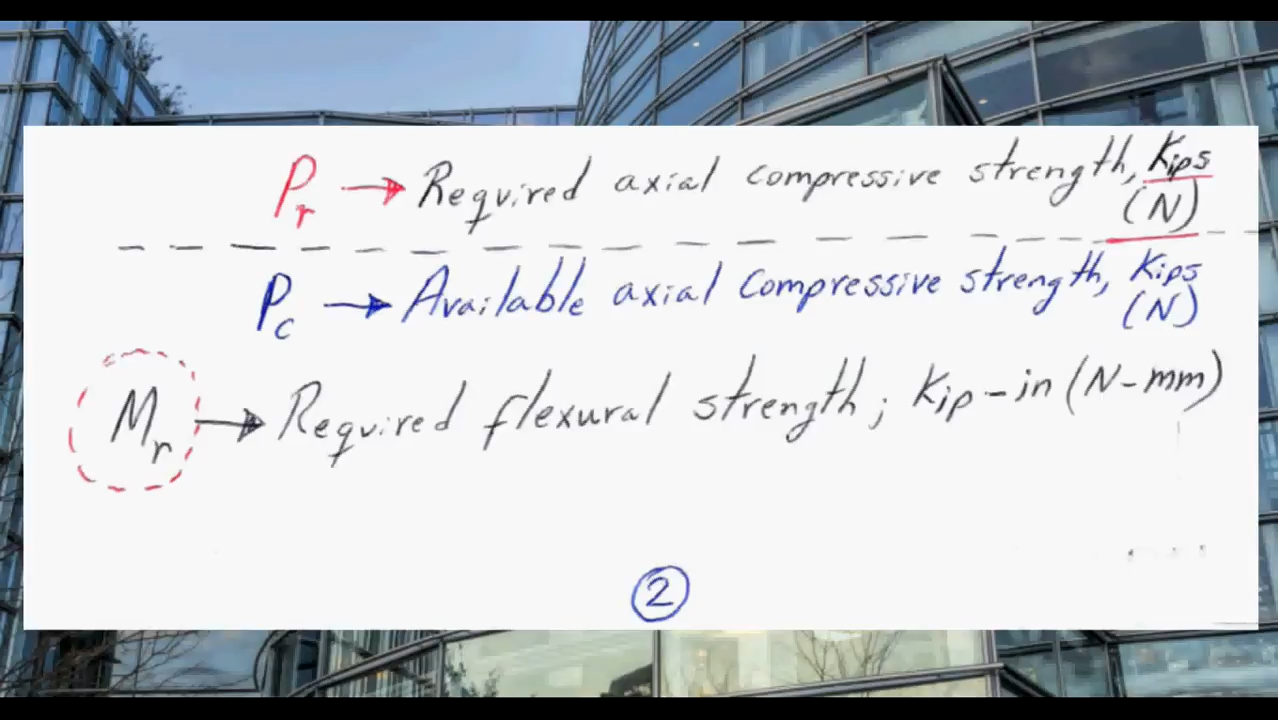 Pr → Required axial compressive strength, Kips (N)
Pc → Available axial compressive strength, Kips (N)
Mr → Required flexural strength; Kip-in (N-mm)
2